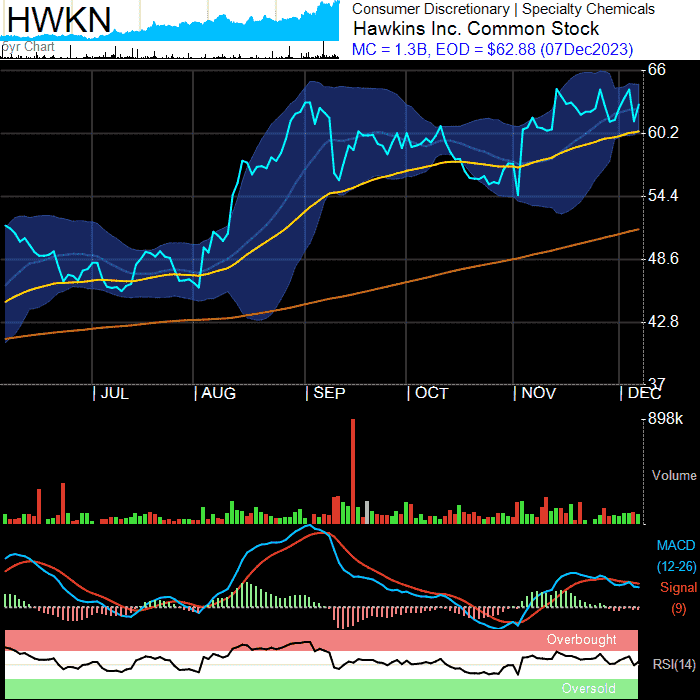 HWKN
5yr Chart
Consumer Discretionary | Specialty Chemicals
Hawkins Inc. Common Stock
MC = 1.3B, EOD = $62.88 (07Dec2023)
66
60.2
54.4
48.6
42.8
37
JUL AUG SEP OCT NOV DEC
898k
Volume
MACD
(12-26)
Signal
(9)
Overbought
RSI(14)
Oversold